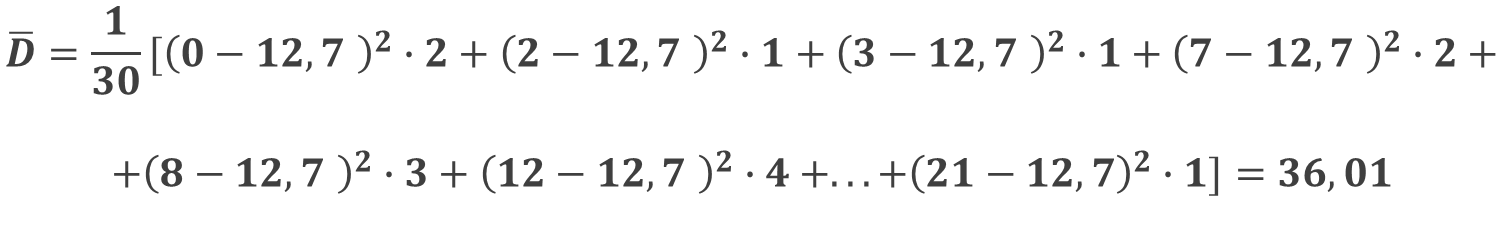 D̅ = 1/30 [(0 − 12,7 )² · 2 + (2 − 12,7 )² · 1 + (3 − 12,7 )² · 1 + (7 − 12,7 )² · 2 +
+(8 − 12,7 )² · 3 + (12 − 12,7 )² · 4 +...+(21 − 12,7)² · 1] = 36,01